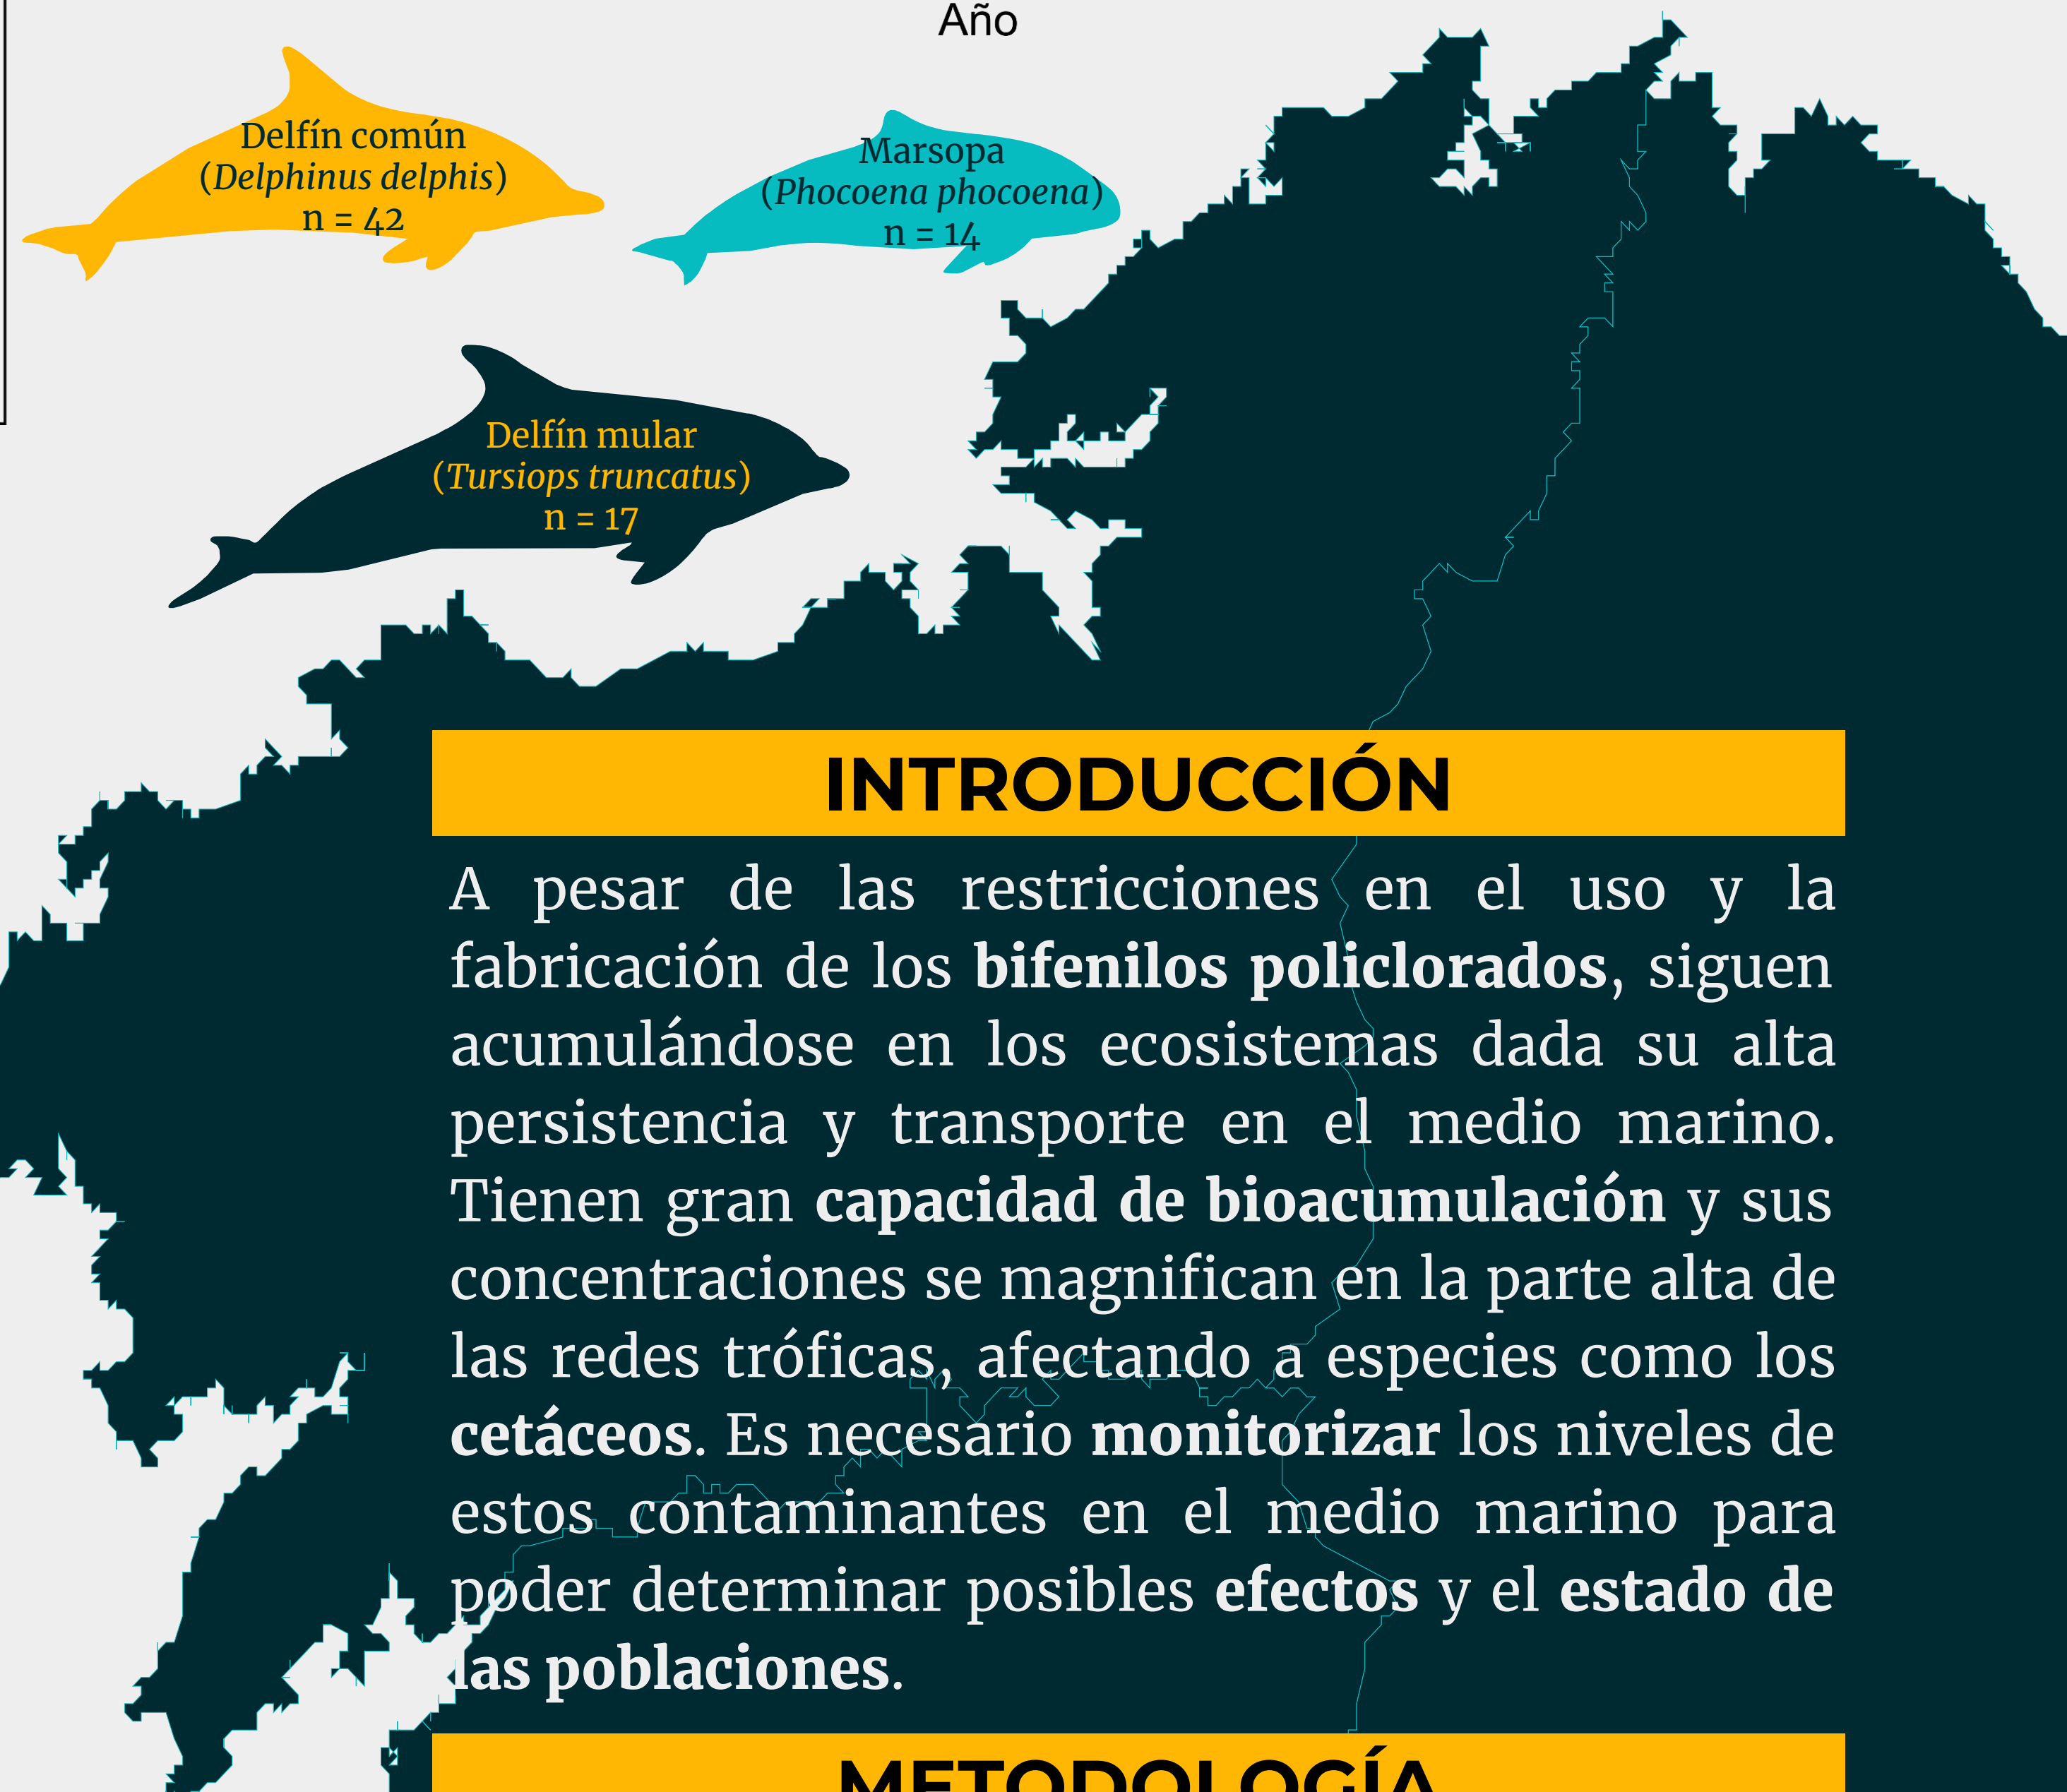 Año
Delfín común
(Delphinus delphis)
n = 42
Marsopa
(Phocoena phocoena)
n = 14
Delfín mular
(Tursiops truncatus)
n = 17
INTRODUCCIÓN
A pesar de las restricciones en el uso y la
fabricación de los bifenilos policlorados, siguen
acumulándose en los ecosistemas dada su alta
persistencia y transporte en el medio marino.
Tienen gran capacidad de bioacumulación y sus
concentraciones se magnifican en la parte alta de
las redes tróficas, afectando a especies como los
cetáceos. Es necesario monitorizar los niveles de
estos contaminantes en el medio marino para
poder determinar posibles efectos y el estado de
las poblaciones.
METODOLOGÍA